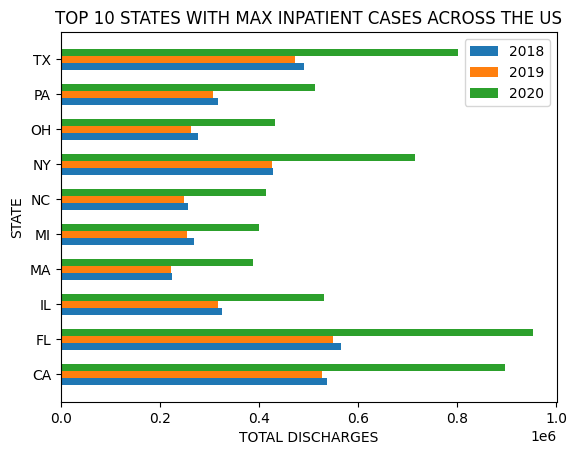 TOP 10 STATES WITH MAX INPATIENT CASES ACROSS THE US
2018
2019
2020
STATE
TX
PA
OH
NY
NC
MI
MA
IL
FL
CA
0.0 0.2 0.4 0.6 0.8 1.0
1e6
TOTAL DISCHARGES